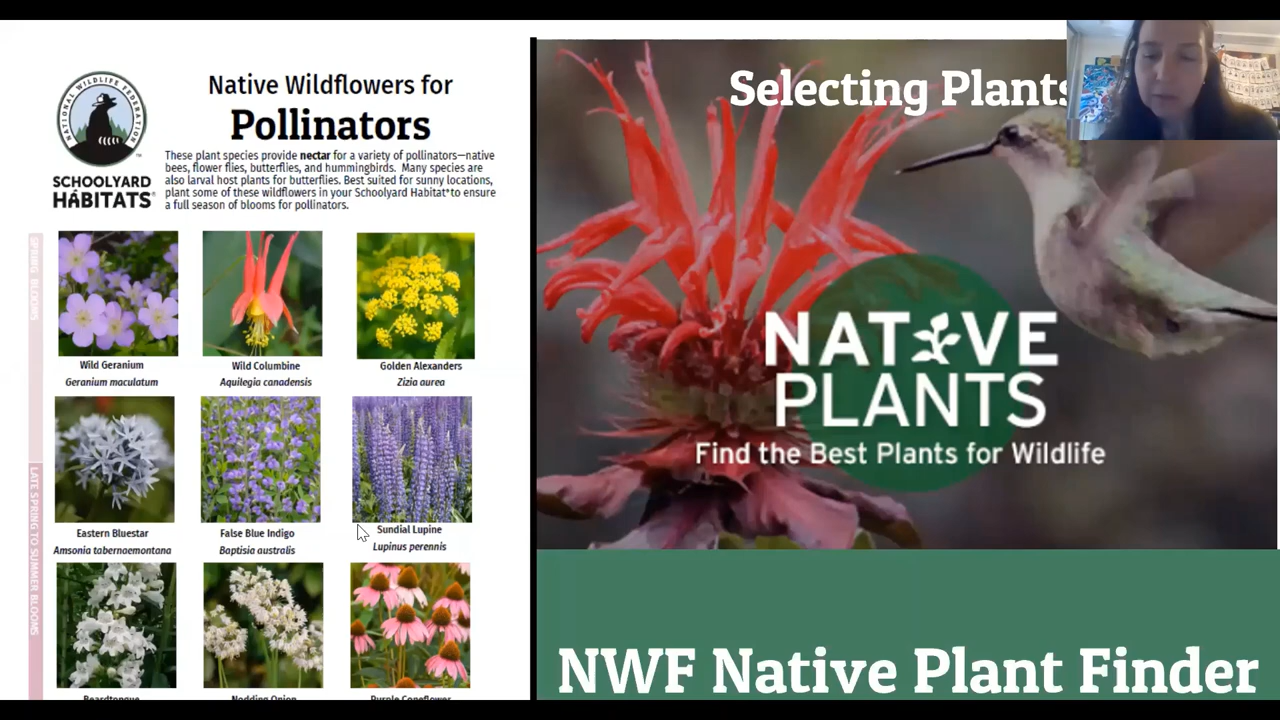 NATIONAL WILDLIFE FEDERATION
SCHOOLYARD
HABITATS
Native Wildflowers for
Pollinators
These plant species provide nectar for a variety of pollinators—native
bees, flower flies, butterflies, and hummingbirds. Many species are
also larval host plants for butterflies. Best suited for sunny locations,
plant some of these wildflowers in your Schoolyard Habitat® to ensure
a full season of blooms for pollinators.
SPRING BLOOMS
Wild Geranium
Geranium maculatum
Wild Columbine
Aquilegia canadensis
Golden Alexanders
Zizia aurea
LATE SPRING TO SUMMER BLOOMS
Eastern Bluestar
Amsonia tabernaemontana
False Blue Indigo
Baptisia australis
Sundial Lupine
Lupinus perennis
Beardtongue
Nodding Onion
Purple Coneflower
Selecting Plants
NATIVE
PLANTS
Find the Best Plants for Wildlife
NWF Native Plant Finder